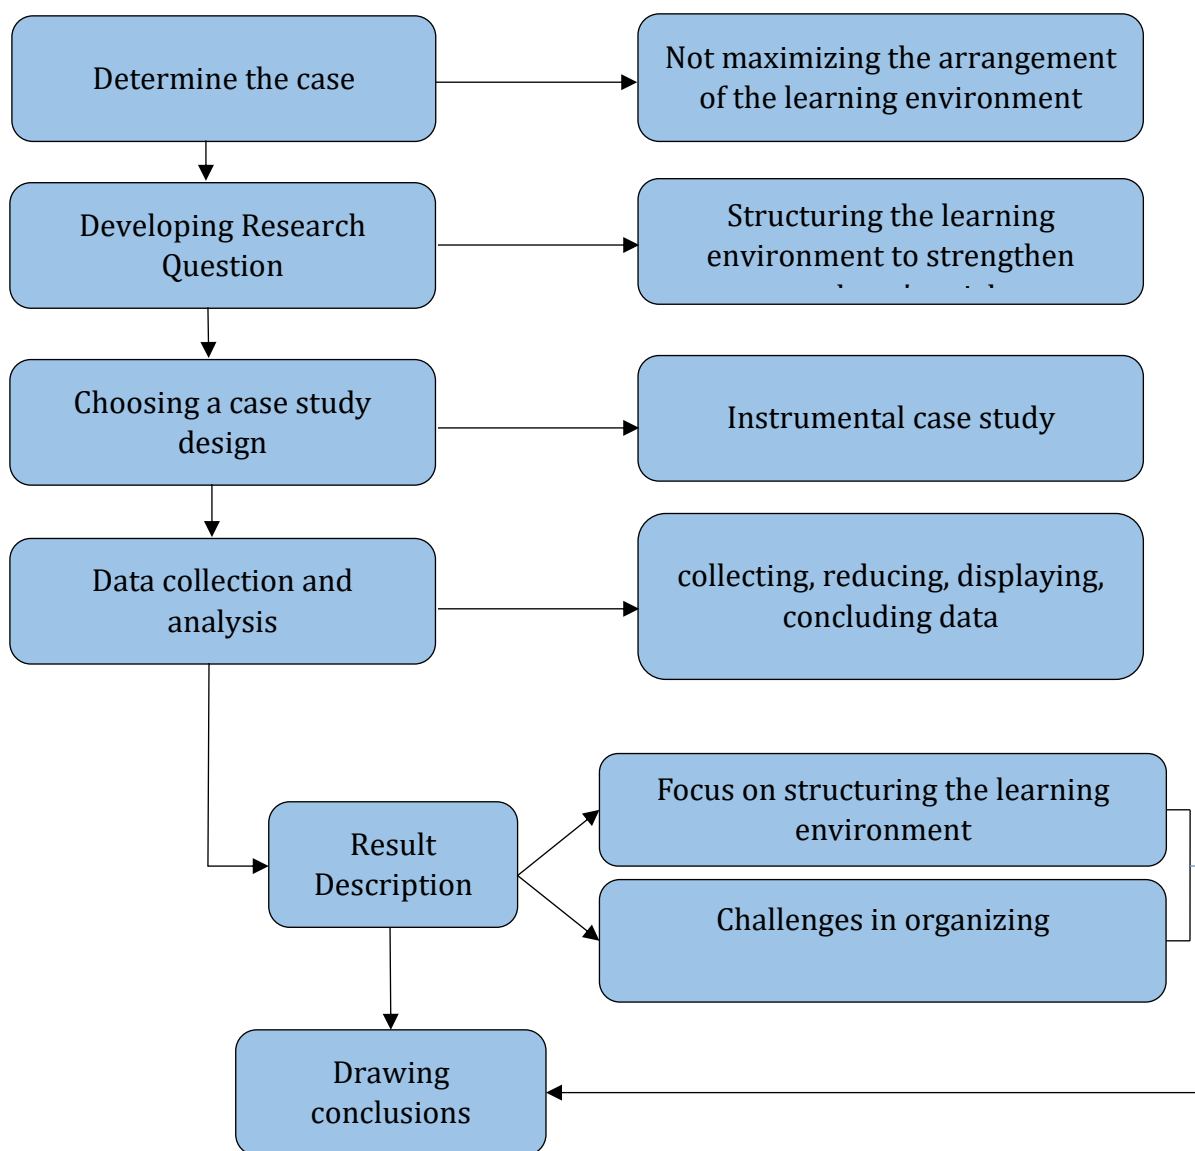 Determine the case
Not maximizing the arrangement
of the learning environment
Developing Research
Question
Structuring the learning
environment to strengthen
Choosing a case study
design
Instrumental case study
Data collection and
analysis
collecting, reducing, displaying,
concluding data
Focus on structuring the learning
environment
Result
Description
Challenges in organizing
Drawing
conclusions